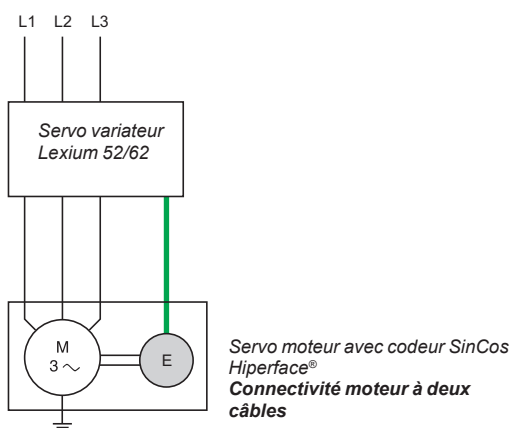 L1 L2 L3
Servo variateur
Lexium 52/62
M
3 ~
E
Servo moteur avec codeur SinCos
Hiperface®
Connectivité moteur à deux
câbles